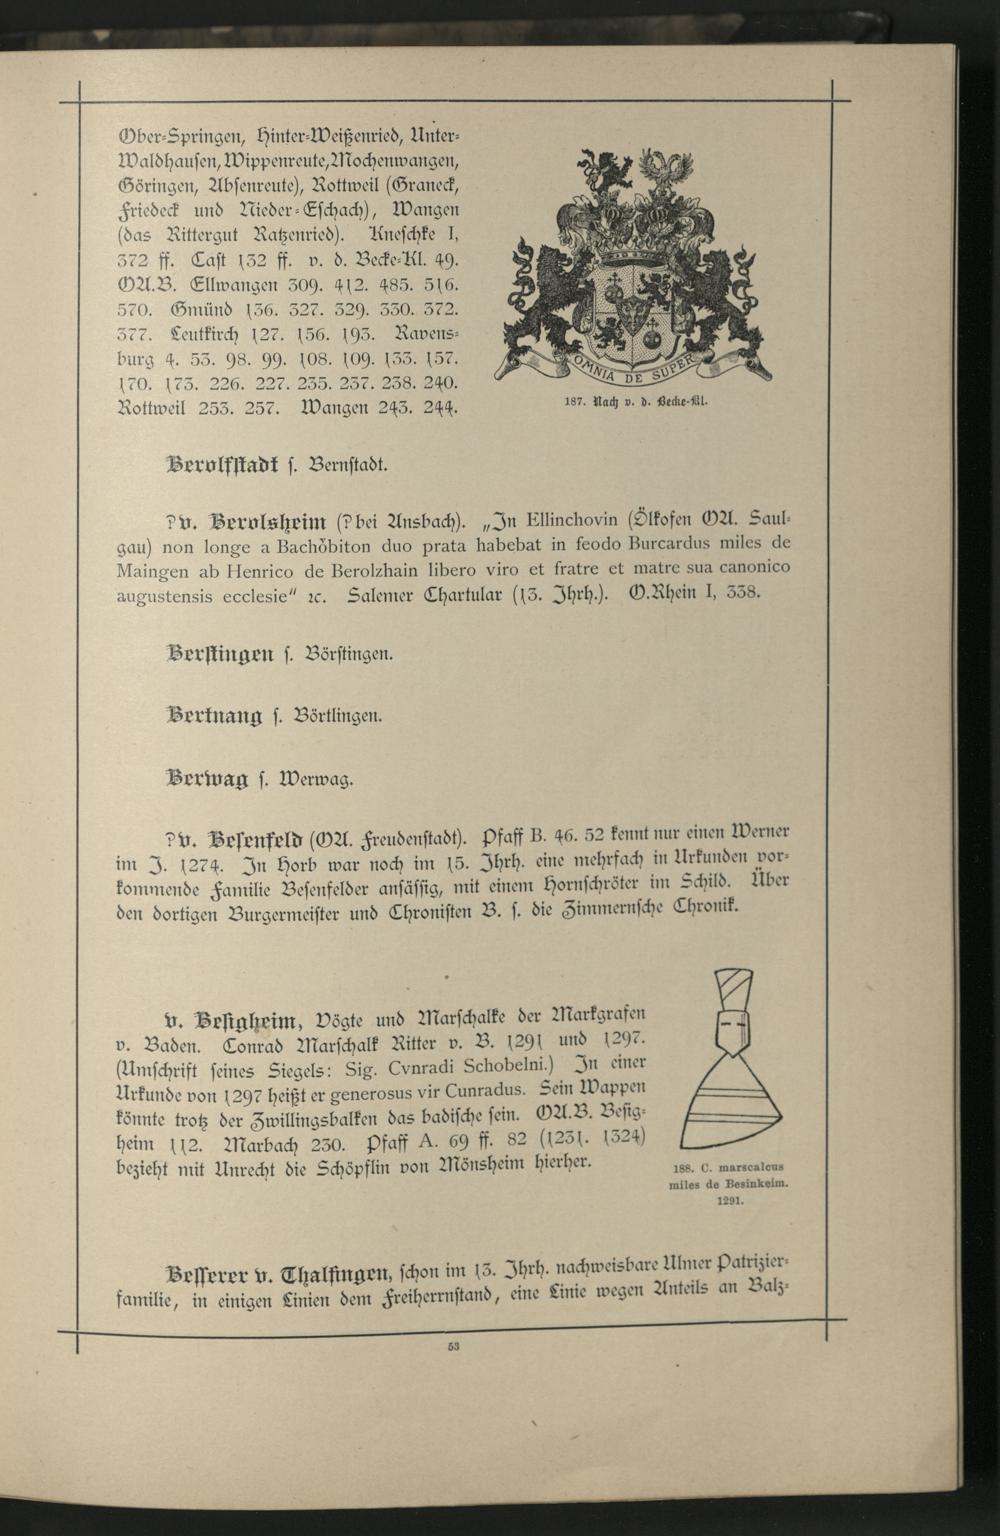 Ober-Springen, Hinter-Weißenried, Unter-
Waldhausen, Wippenreute, Mochenwangen,
Göringen, Absenreute), Rottweil (Graneck,
Friedeck und Nieder-Eschach), Wangen
(das Rittergut Ratzenried). Kneschke I,
372 ff. Cast 132 ff. v. d. Becke-Kl. 49.
OA.B. Ellwangen 309. 412. 485. 516.
570. Gmünd 136. 327. 329. 330. 372.
377. Leutkirch 127. 156. 193. Ravens-
burg 4. 53. 98. 99. 108. 109. 133. 157.
170. 173. 226. 227. 235. 237. 238. 240.
Rottweil 253. 257. Wangen 243. 244.
OMNIA DE SUPER
187. Nach v. d. Becke-Kl.
Berolfstadt s. Bernstadt.
?v. Berolsheim (? bei Ansbach). „In Ellinchovin (Ölkofen OA. Saul-
gau) non longe a Bachǒbiton duo prata habebat in feodo Burcardus miles de
Maingen ab Henrico de Berolzhain libero viro et fratre et matre sua canonico
augustensis ecclesie" ꝛc. Salemer Chartular (13. Jhrh.). O.Rhein I, 338.
Berstingen s. Börstingen.
Bertnang s. Börtlingen.
Berwag s. Werwag.
?v. Besenfeld (OA. Freudenstadt). Pfaff B. 46. 52 kennt nur einen Werner
im J. 1274. In Horb war noch im 15. Jhrh. eine mehrfach in Urkunden vor-
kommende Familie Besenfelder ansässig, mit einem Hornschröter im Schild. Über
den dortigen Burgermeister und Chronisten B. s. die Zimmernsche Chronik.
v. Besigheim, Vögte und Marschalke der Markgrafen
v. Baden. Conrad Marschalk Ritter v. B. 1291 und 1297.
(Umschrift seines Siegels: Sig. Cvnradi Schobelni.) In einer
Urkunde von 1297 heißt er generosus vir Cunradus. Sein Wappen
könnte trotz der Zwillingsbalken das badische sein. OA.B. Besig-
heim 112. Marbach 230. Pfaff A. 69 ff. 82 (1231. 1324)
bezieht mit Unrecht die Schöpflin von Mönsheim hierher.
188. C. marscalcus
miles de Besinkeim.
1291.
Besserer v. Thalfingen, schon im 13. Jhrh. nachweisbare Ulmer Patrizier-
familie, in einigen Linien dem Freiherrnstand, eine Linie wegen Anteils an Balz-
53